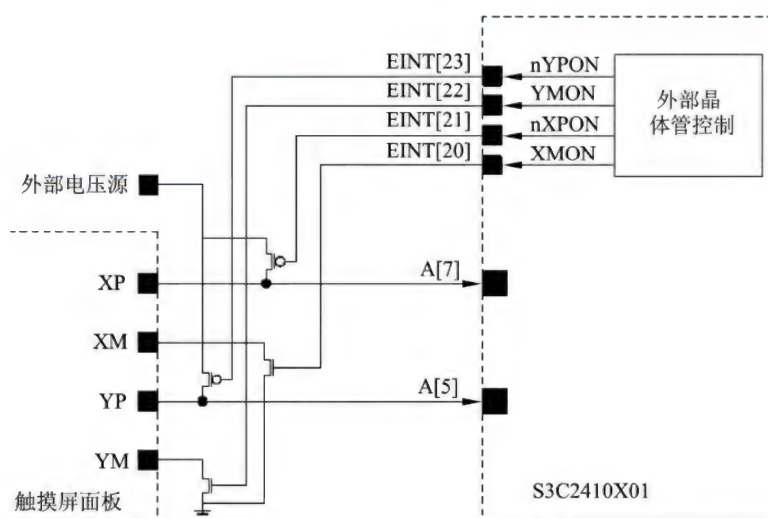 EINT[23]
nYPON
EINT[22]
YMON
EINT[21]
nXPON
EINT[20]
XMON
外部晶
体管控制
外部电压源
XP
A[7]
XM
YP
A[5]
YM
触摸屏面板
S3C2410X01